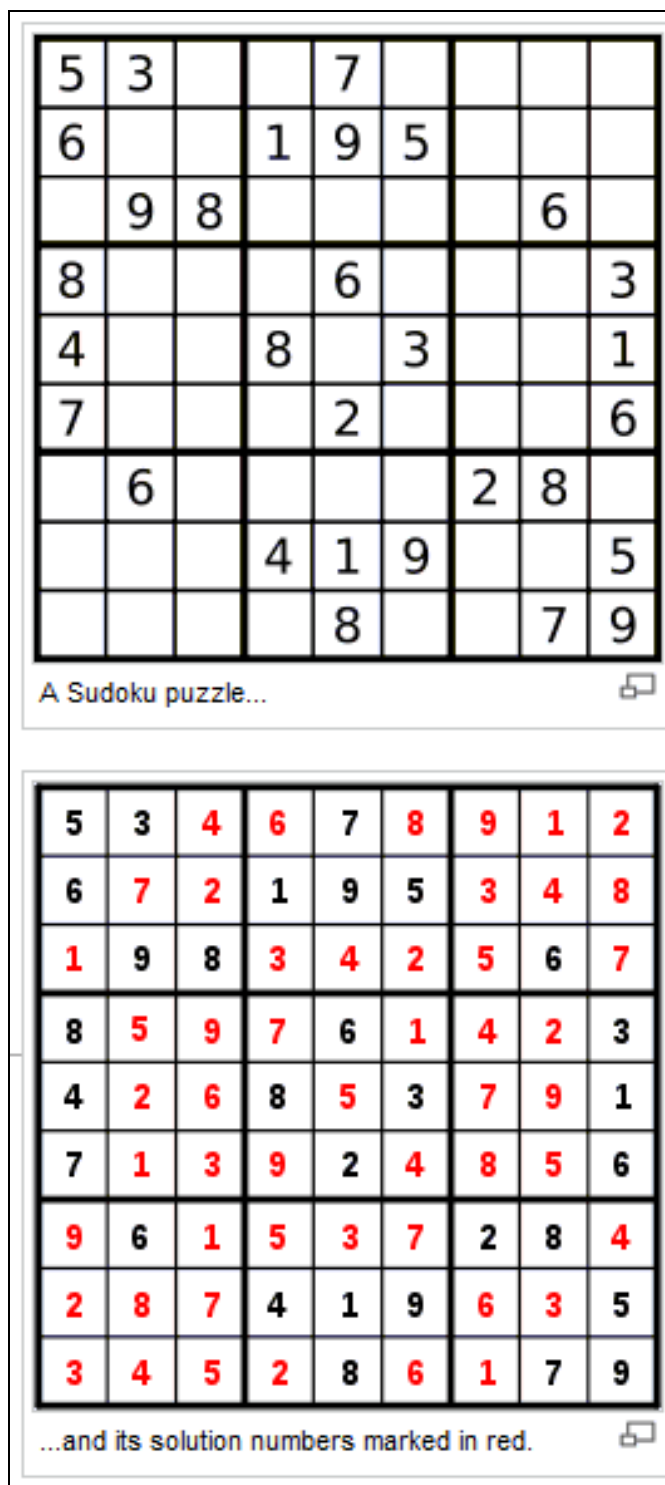 5 3 7
6 1 9 5
9 8 6
8 6 3
4 8 3 1
7 2 6
6 2 8
4 1 9 5
8 7 9
A Sudoku puzzle...
5 3 4 6 7 8 9 1 2
6 7 2 1 9 5 3 4 8
1 9 8 3 4 2 5 6 7
8 5 9 7 6 1 4 2 3
4 2 6 8 5 3 7 9 1
7 1 3 9 2 4 8 5 6
9 6 1 5 3 7 2 8 4
2 8 7 4 1 9 6 3 5
3 4 5 2 8 6 1 7 9
...and its solution numbers marked in red.